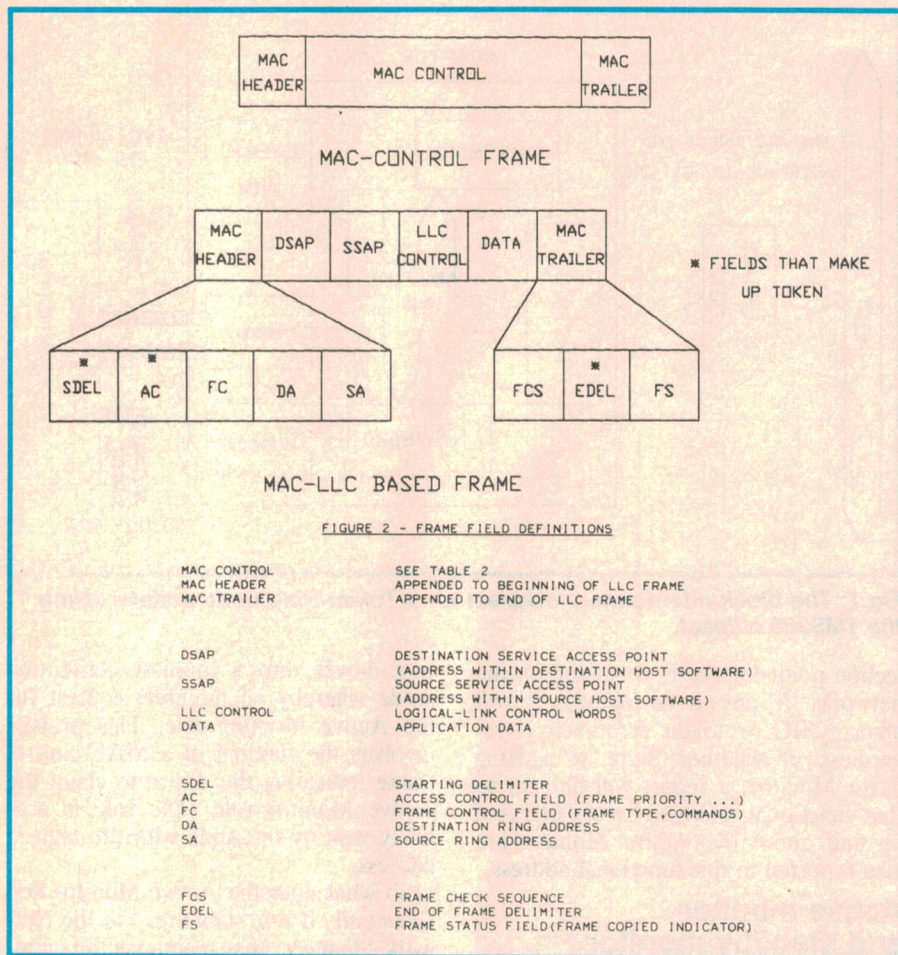 MAC
HEADER
MAC CONTROL
MAC
TRAILER
MAC-CONTROL FRAME
MAC
HEADER
DSAP
SSAP
LLC
CONTROL
DATA
MAC
TRAILER
* FIELDS THAT MAKE
UP TOKEN
*
SDEL
*
AC
FC
DA
SA
FCS
*
EDEL
FS
MAC-LLC BASED FRAME
FIGURE 2 - FRAME FIELD DEFINITIONS
MAC CONTROL SEE TABLE 2
MAC HEADER APPENDED TO BEGINNING OF LLC FRAME
MAC TRAILER APPENDED TO END OF LLC FRAME
DSAP DESTINATION SERVICE ACCESS POINT
(ADDRESS WITHIN DESTINATION HOST SOFTWARE)
SSAP SOURCE SERVICE ACCESS POINT
(ADDRESS WITHIN SOURCE HOST SOFTWARE)
LLC CONTROL LOGICAL-LINK CONTROL WORDS
DATA APPLICATION DATA
SDEL STARTING DELIMITER
AC ACCESS CONTROL FIELD (FRAME PRIORITY ...)
FC FRAME CONTROL FIELD (FRAME TYPE,COMMANDS)
DA DESTINATION RING ADDRESS
SA SOURCE RING ADDRESS
FCS FRAME CHECK SEQUENCE
EDEL END OF FRAME DELIMITER
FS FRAME STATUS FIELD(FRAME COPIED INDICATOR)